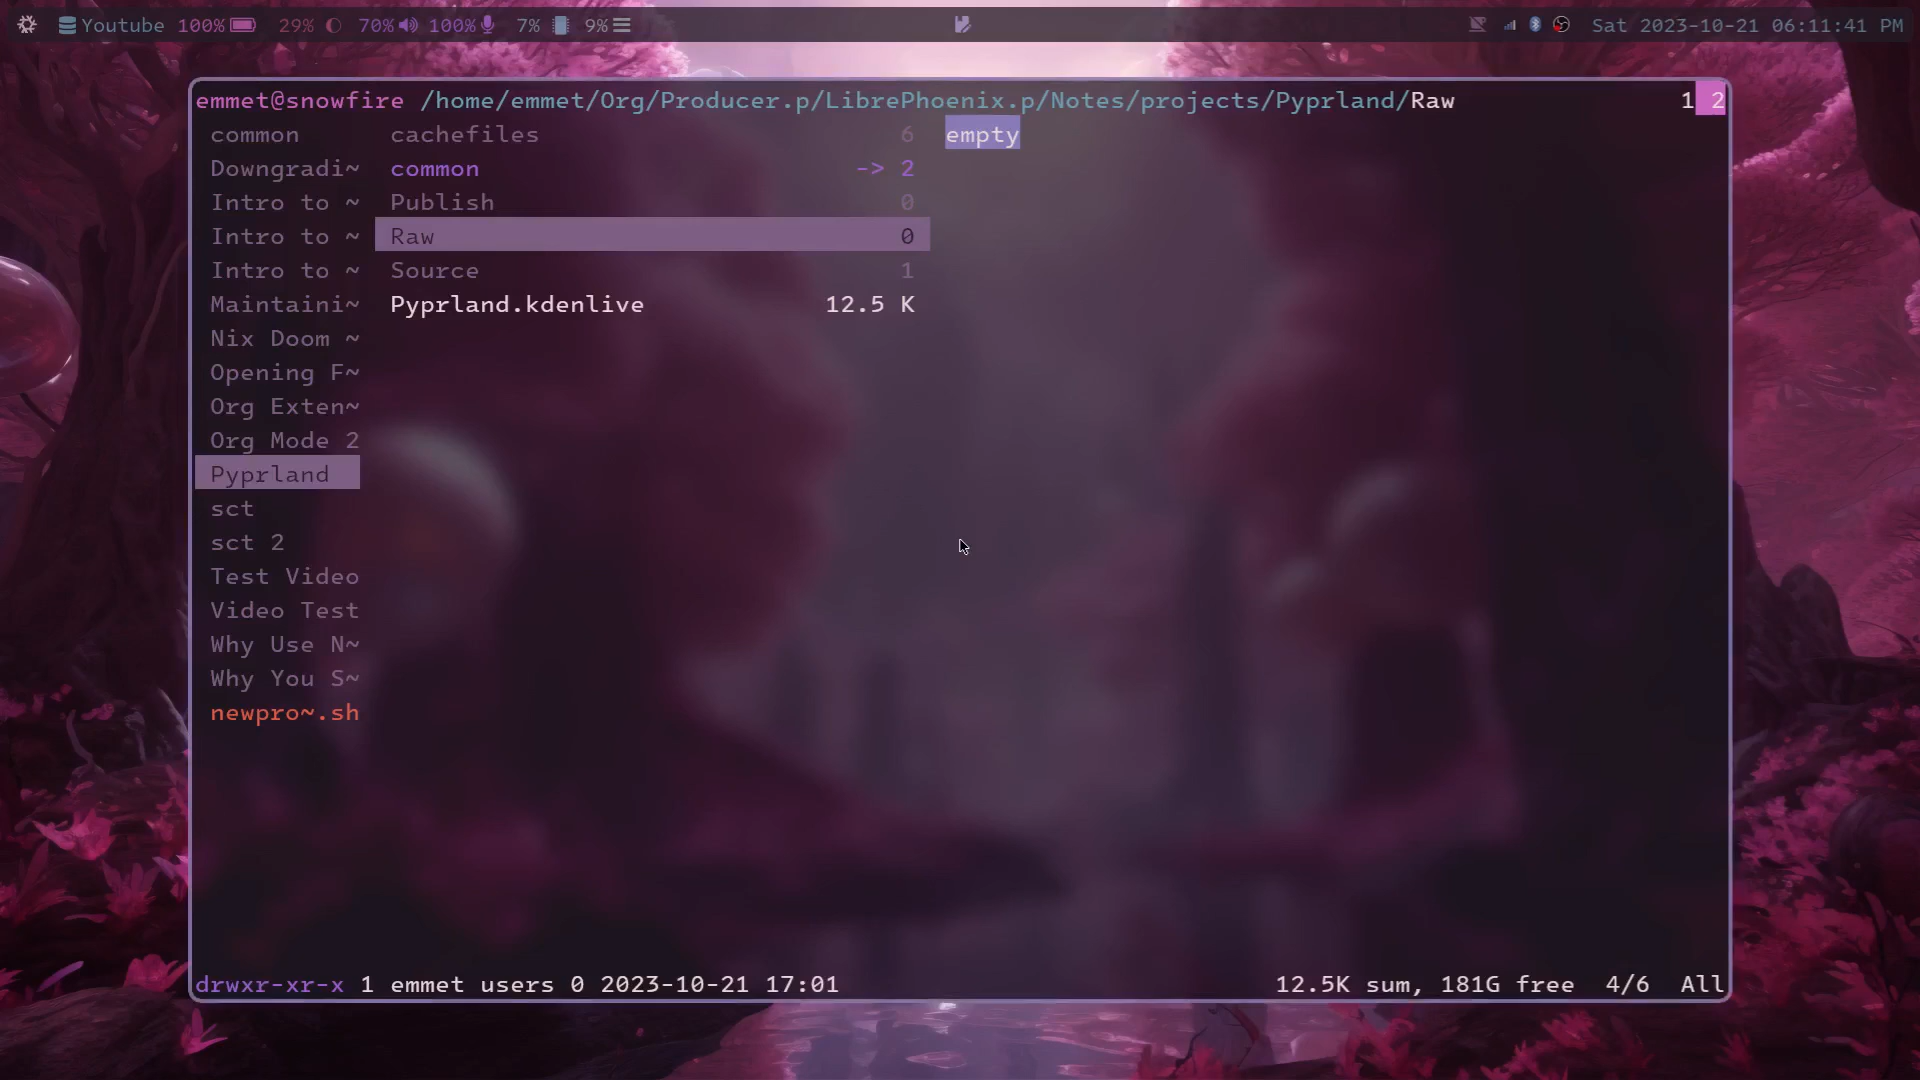 Youtube 100% 29% 70% 100% 7% 9% Sat 2023-10-21 06:11:41 PM
emmet@snowfire /home/emmet/Org/Producer.p/LibrePhoenix.p/Notes/projects/Pyprland/Raw 1 2
common cachefiles 6 empty
Downgradi~ common -> 2
Intro to ~ Publish 0
Intro to ~ Raw 0
Intro to ~ Source 1
Maintaini~ Pyprland.kdenlive 12.5 K
Nix Doom ~
Opening F~
Org Exten~
Org Mode 2
Pyprland
sct
sct 2
Test Video
Video Test
Why Use N~
Why You S~
newpro~.sh
drwxr-xr-x 1 emmet users 0 2023-10-21 17:01 12.5K sum, 181G free 4/6 All